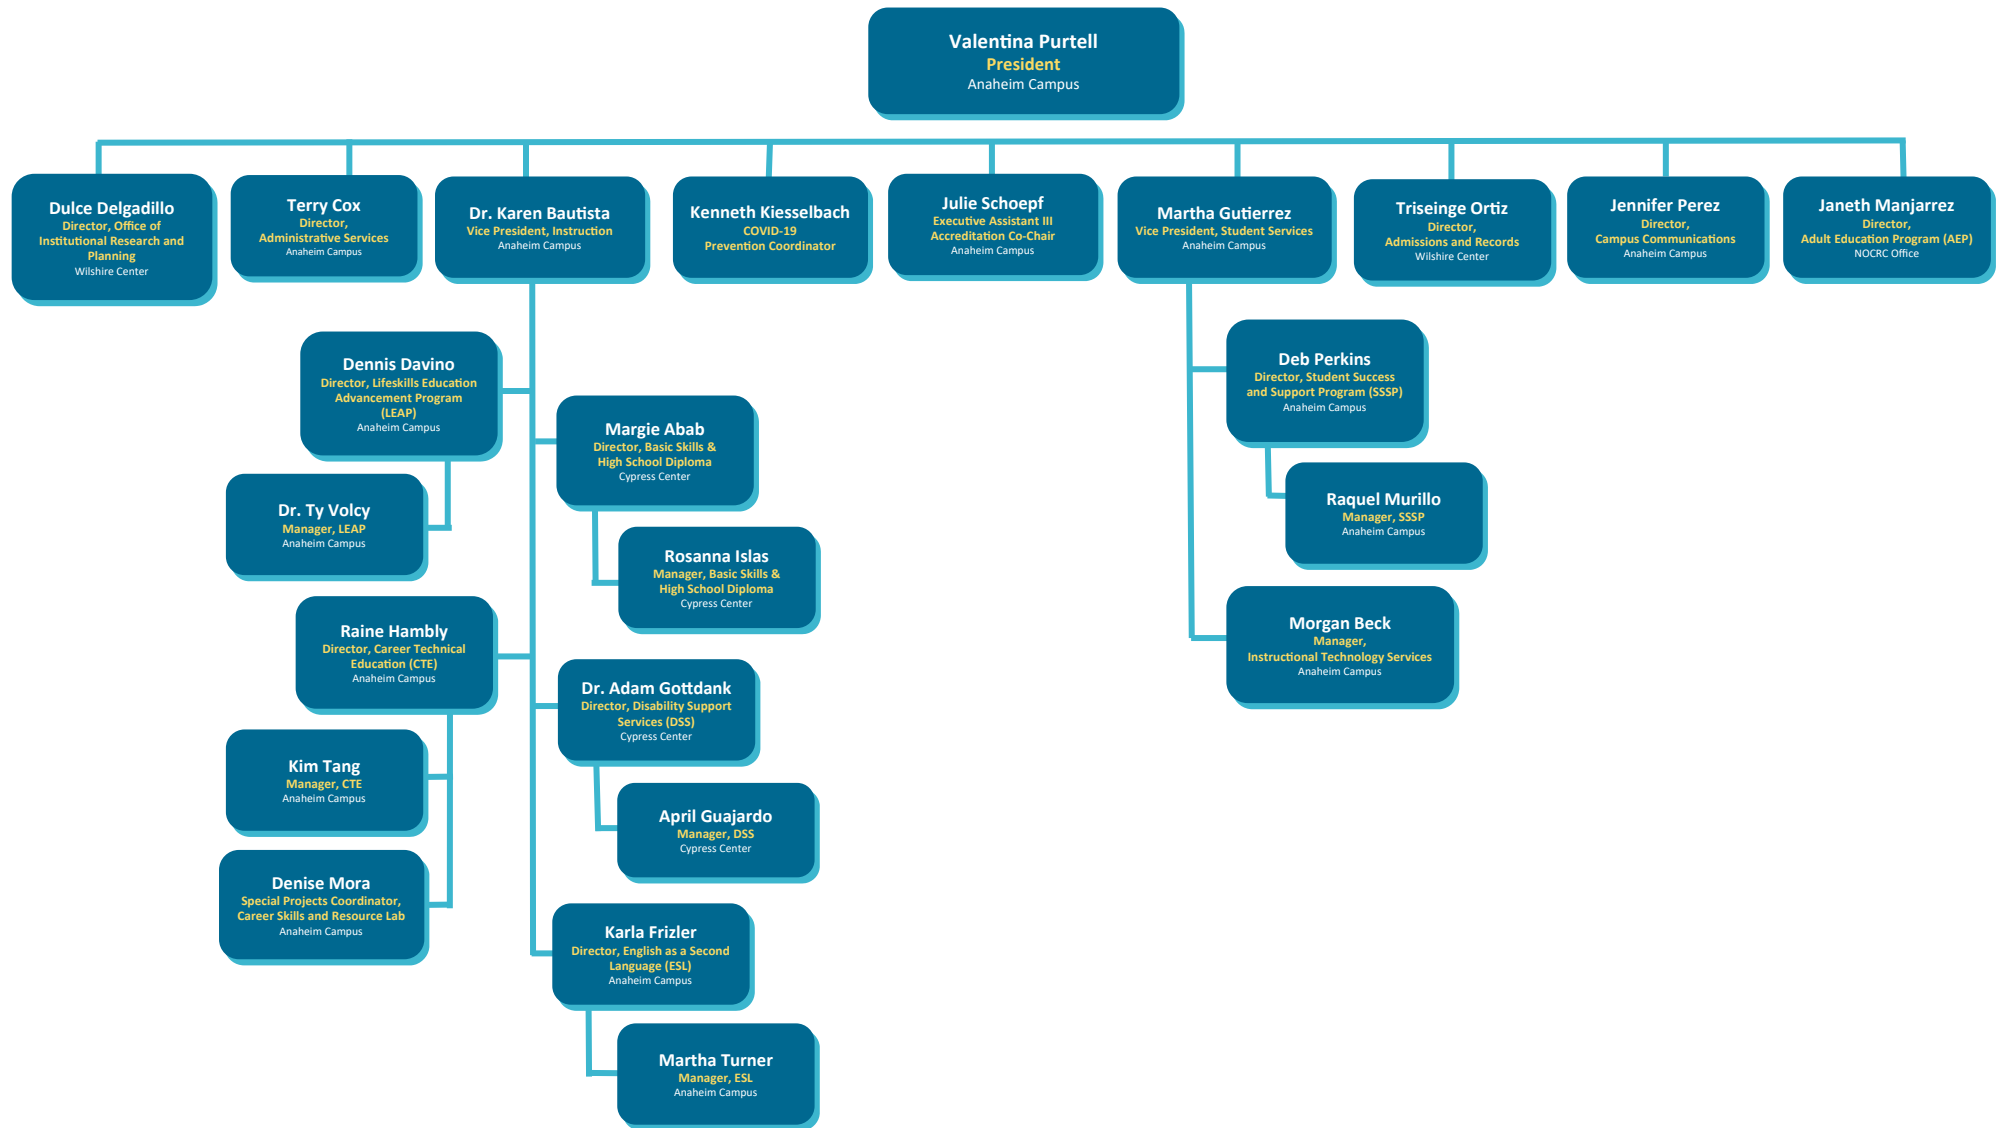 Valentina Purtell
President
Anaheim Campus
Dulce Delgadillo
Director, Office of
Institutional Research and
Planning
Wilshire Center
Terry Cox
Director,
Administrative Services
Anaheim Campus
Dr. Karen Bautista
Vice President, Instruction
Anaheim Campus
Kenneth Kiesselbach
COVID-19
Prevention Coordinator
Julie Schoepf
Executive Assistant III
Accreditation Co-Chair
Anaheim Campus
Martha Gutierrez
Vice President, Student Services
Anaheim Campus
Triseinge Ortiz
Director,
Admissions and Records
Wilshire Center
Jennifer Perez
Director,
Campus Communications
Anaheim Campus
Janeth Manjarrez
Director,
Adult Education Program (AEP)
NOCRC Office
Dennis Davino
Director, Lifeskills Education
Advancement Program
(LEAP)
Anaheim Campus
Dr. Ty Volcy
Manager, LEAP
Anaheim Campus
Margie Abab
Director, Basic Skills &
High School Diploma
Cypress Center
Rosanna Islas
Manager, Basic Skills &
High School Diploma
Cypress Center
Raine Hambly
Director, Career Technical
Education (CTE)
Anaheim Campus
Kim Tang
Manager, CTE
Anaheim Campus
Denise Mora
Special Projects Coordinator,
Career Skills and Resource Lab
Anaheim Campus
Dr. Adam Gottdank
Director, Disability Support
Services (DSS)
Cypress Center
April Guajardo
Manager, DSS
Cypress Center
Karla Frizler
Director, English as a Second
Language (ESL)
Anaheim Campus
Martha Turner
Manager, ESL
Anaheim Campus
Deb Perkins
Director, Student Success
and Support Program (SSSP)
Anaheim Campus
Raquel Murillo
Manager, SSSP
Anaheim Campus
Morgan Beck
Manager,
Instructional Technology Services
Anaheim Campus